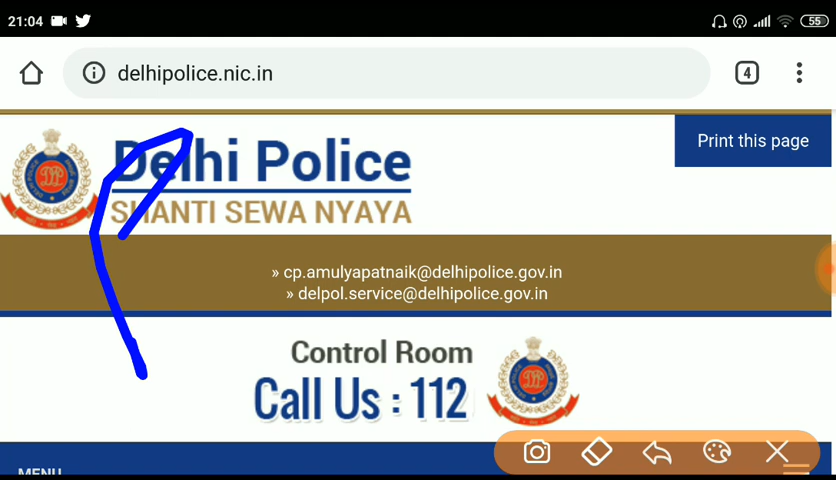 21:04
55
delhipolice.nic.in
4
Delhi Police
Print this page
SHANTI SEWA NYAYA
» cp.amulyapatnaik@delhipolice.gov.in
» delpol.service@delhipolice.gov.in
Control Room
Call Us : 112
MENU